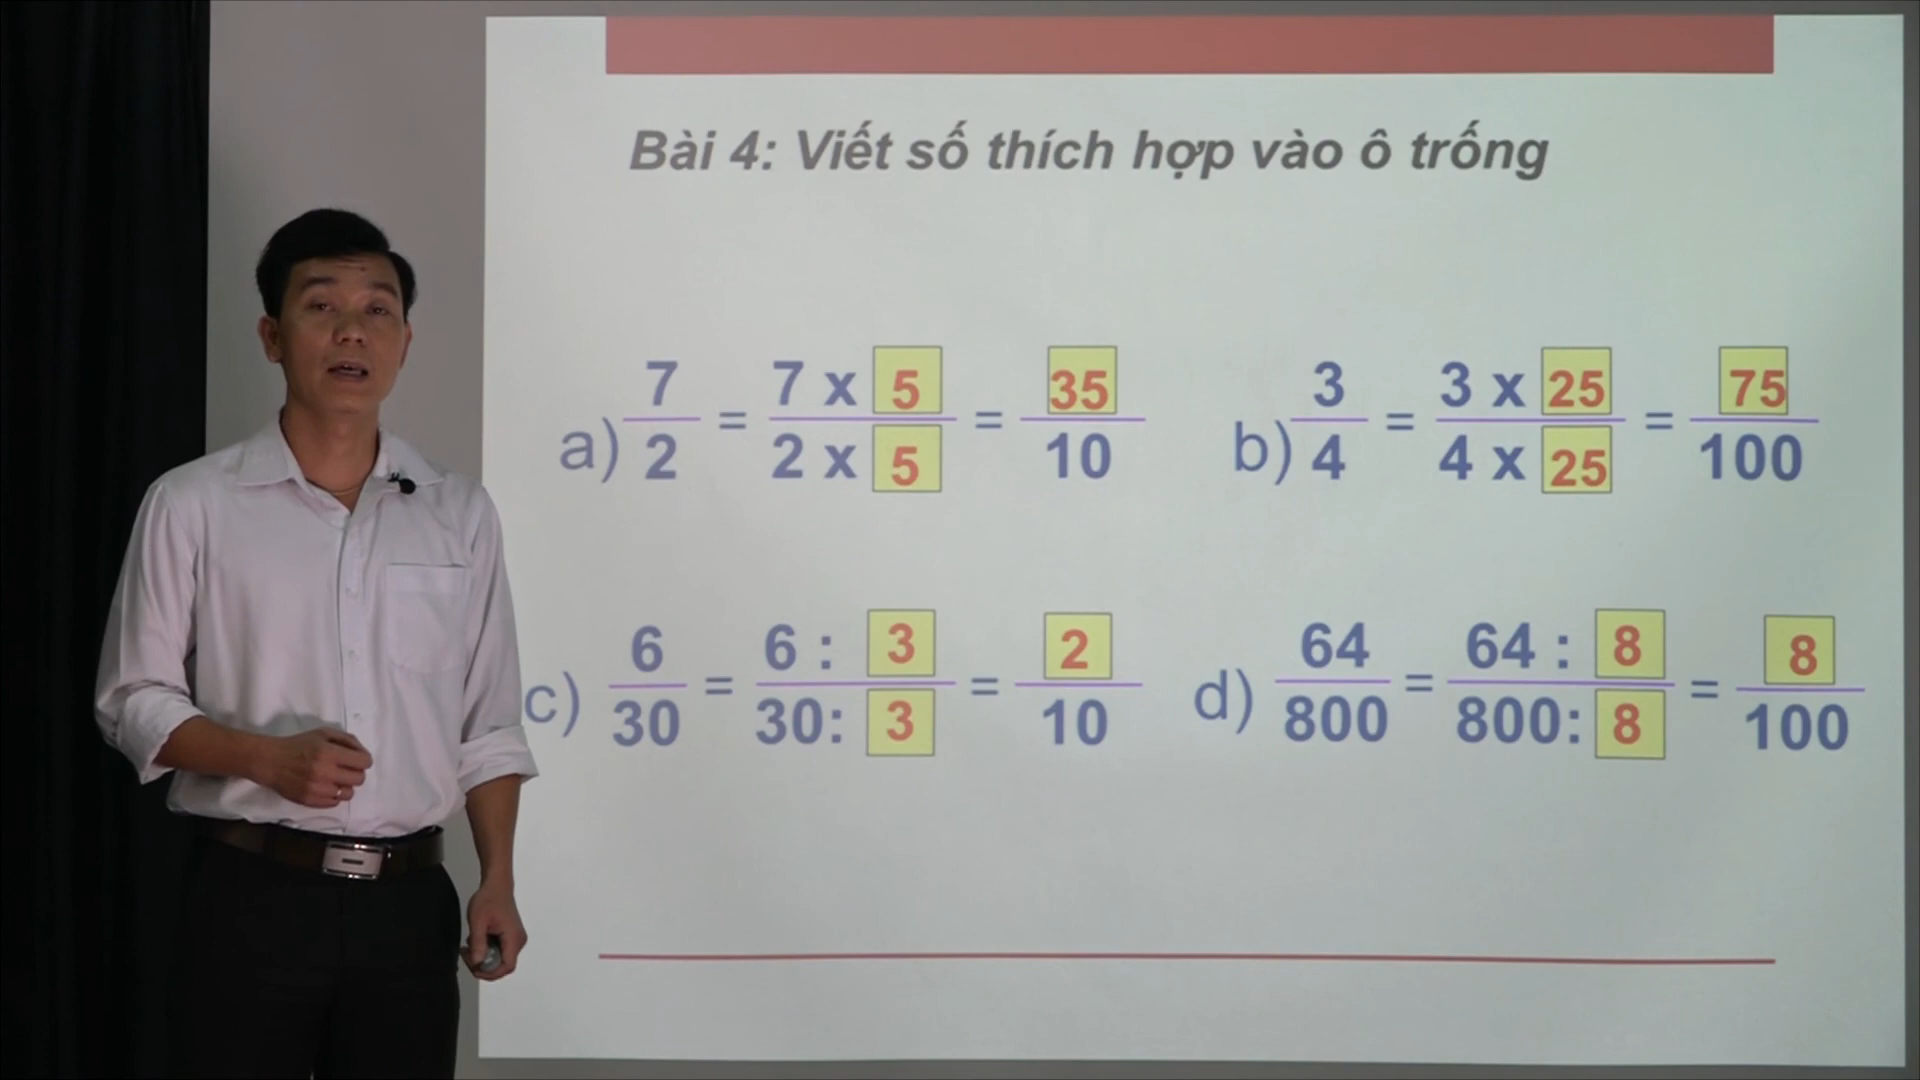 Bài 4: Viết số thích hợp vào ô trống
a) 7/2 = 7 x 5 / 2 x 5 = 35/10
b) 3/4 = 3 x 25 / 4 x 25 = 75/100
c) 6/30 = 6 : 3 / 30: 3 = 2/10
d) 64/800 = 64 : 8 / 800: 8 = 8/100